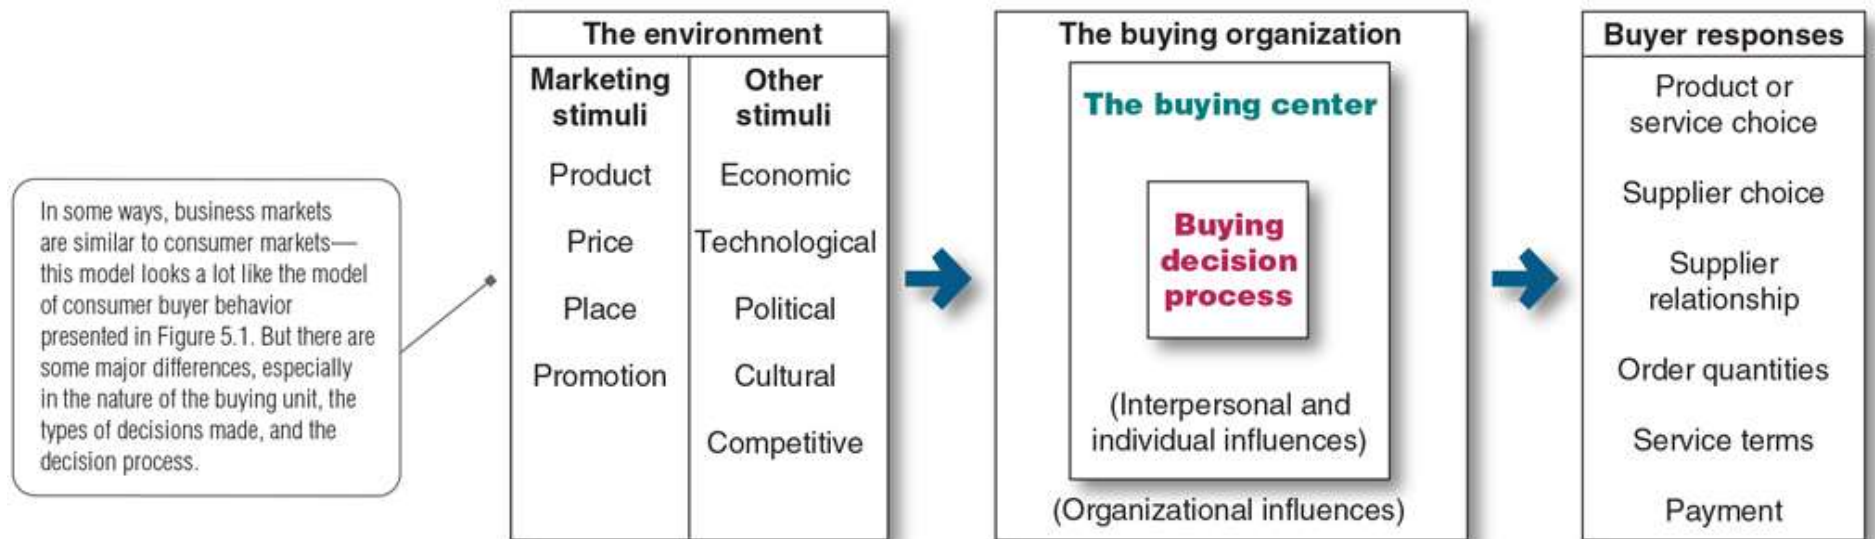 In some ways, business markets
are similar to consumer markets—
this model looks a lot like the model
of consumer buyer behavior
presented in Figure 5.1. But there are
some major differences, especially
in the nature of the buying unit, the
types of decisions made, and the
decision process.
The environment
Marketing
stimuli
Product
Price
Place
Promotion
Other
stimuli
Economic
Technological
Political
Cultural
Competitive
The buying organization
The buying center
Buying
decision
process
(Interpersonal and
individual influences)
(Organizational influences)
Buyer responses
Product or
service choice
Supplier choice
Supplier
relationship
Order quantities
Service terms
Payment